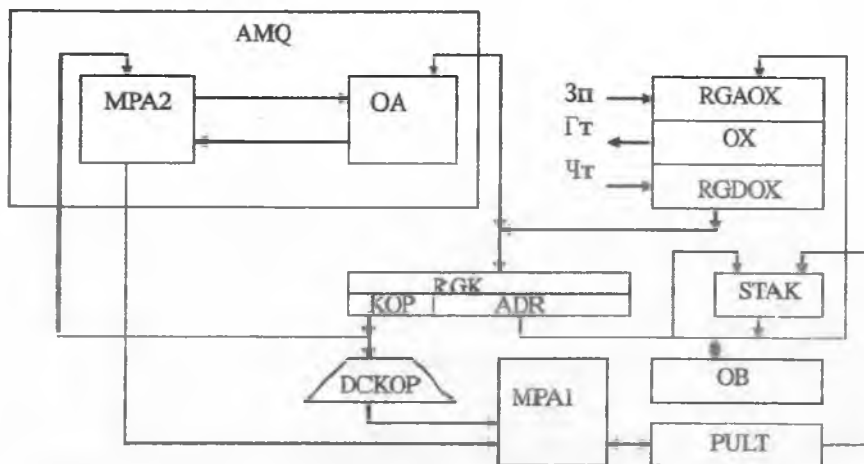 AMQ
MPA2
OA
Зп
RGAOX
Гт
OX
Чт
RGDOX
RGK
KOP
ADR
STAK
DCKOP
MPA1
OB
PULT